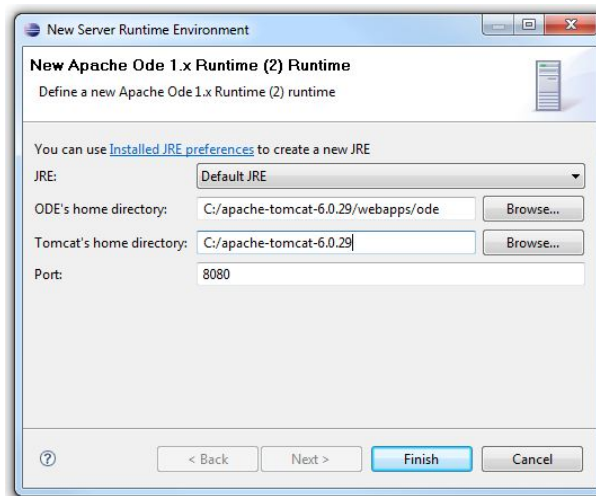 New Server Runtime Environment
New Apache Ode 1.x Runtime (2) Runtime
Define a new Apache Ode 1.x Runtime (2) runtime
You can use Installed JRE preferences to create a new JRE
JRE: Default JRE
ODE's home directory: C:/apache-tomcat-6.0.29/webapps/ode Browse...
Tomcat's home directory: C:/apache-tomcat-6.0.29 Browse...
Port: 8080
? < Back Next > Finish Cancel